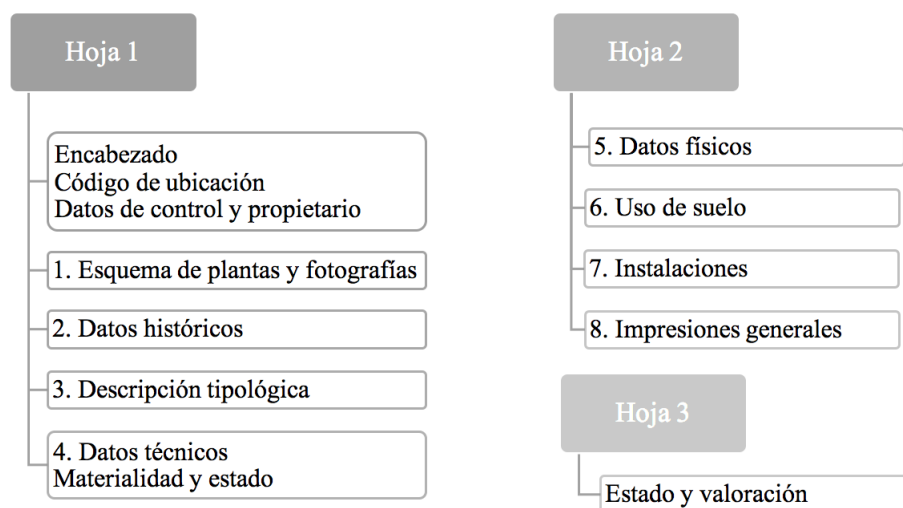 Hoja 1
Encabezado
Código de ubicación
Datos de control y propietario
1. Esquema de plantas y fotografías
2. Datos históricos
3. Descripción tipológica
4. Datos técnicos
Materialidad y estado
Hoja 2
5. Datos físicos
6. Uso de suelo
7. Instalaciones
8. Impresiones generales
Hoja 3
Estado y valoración